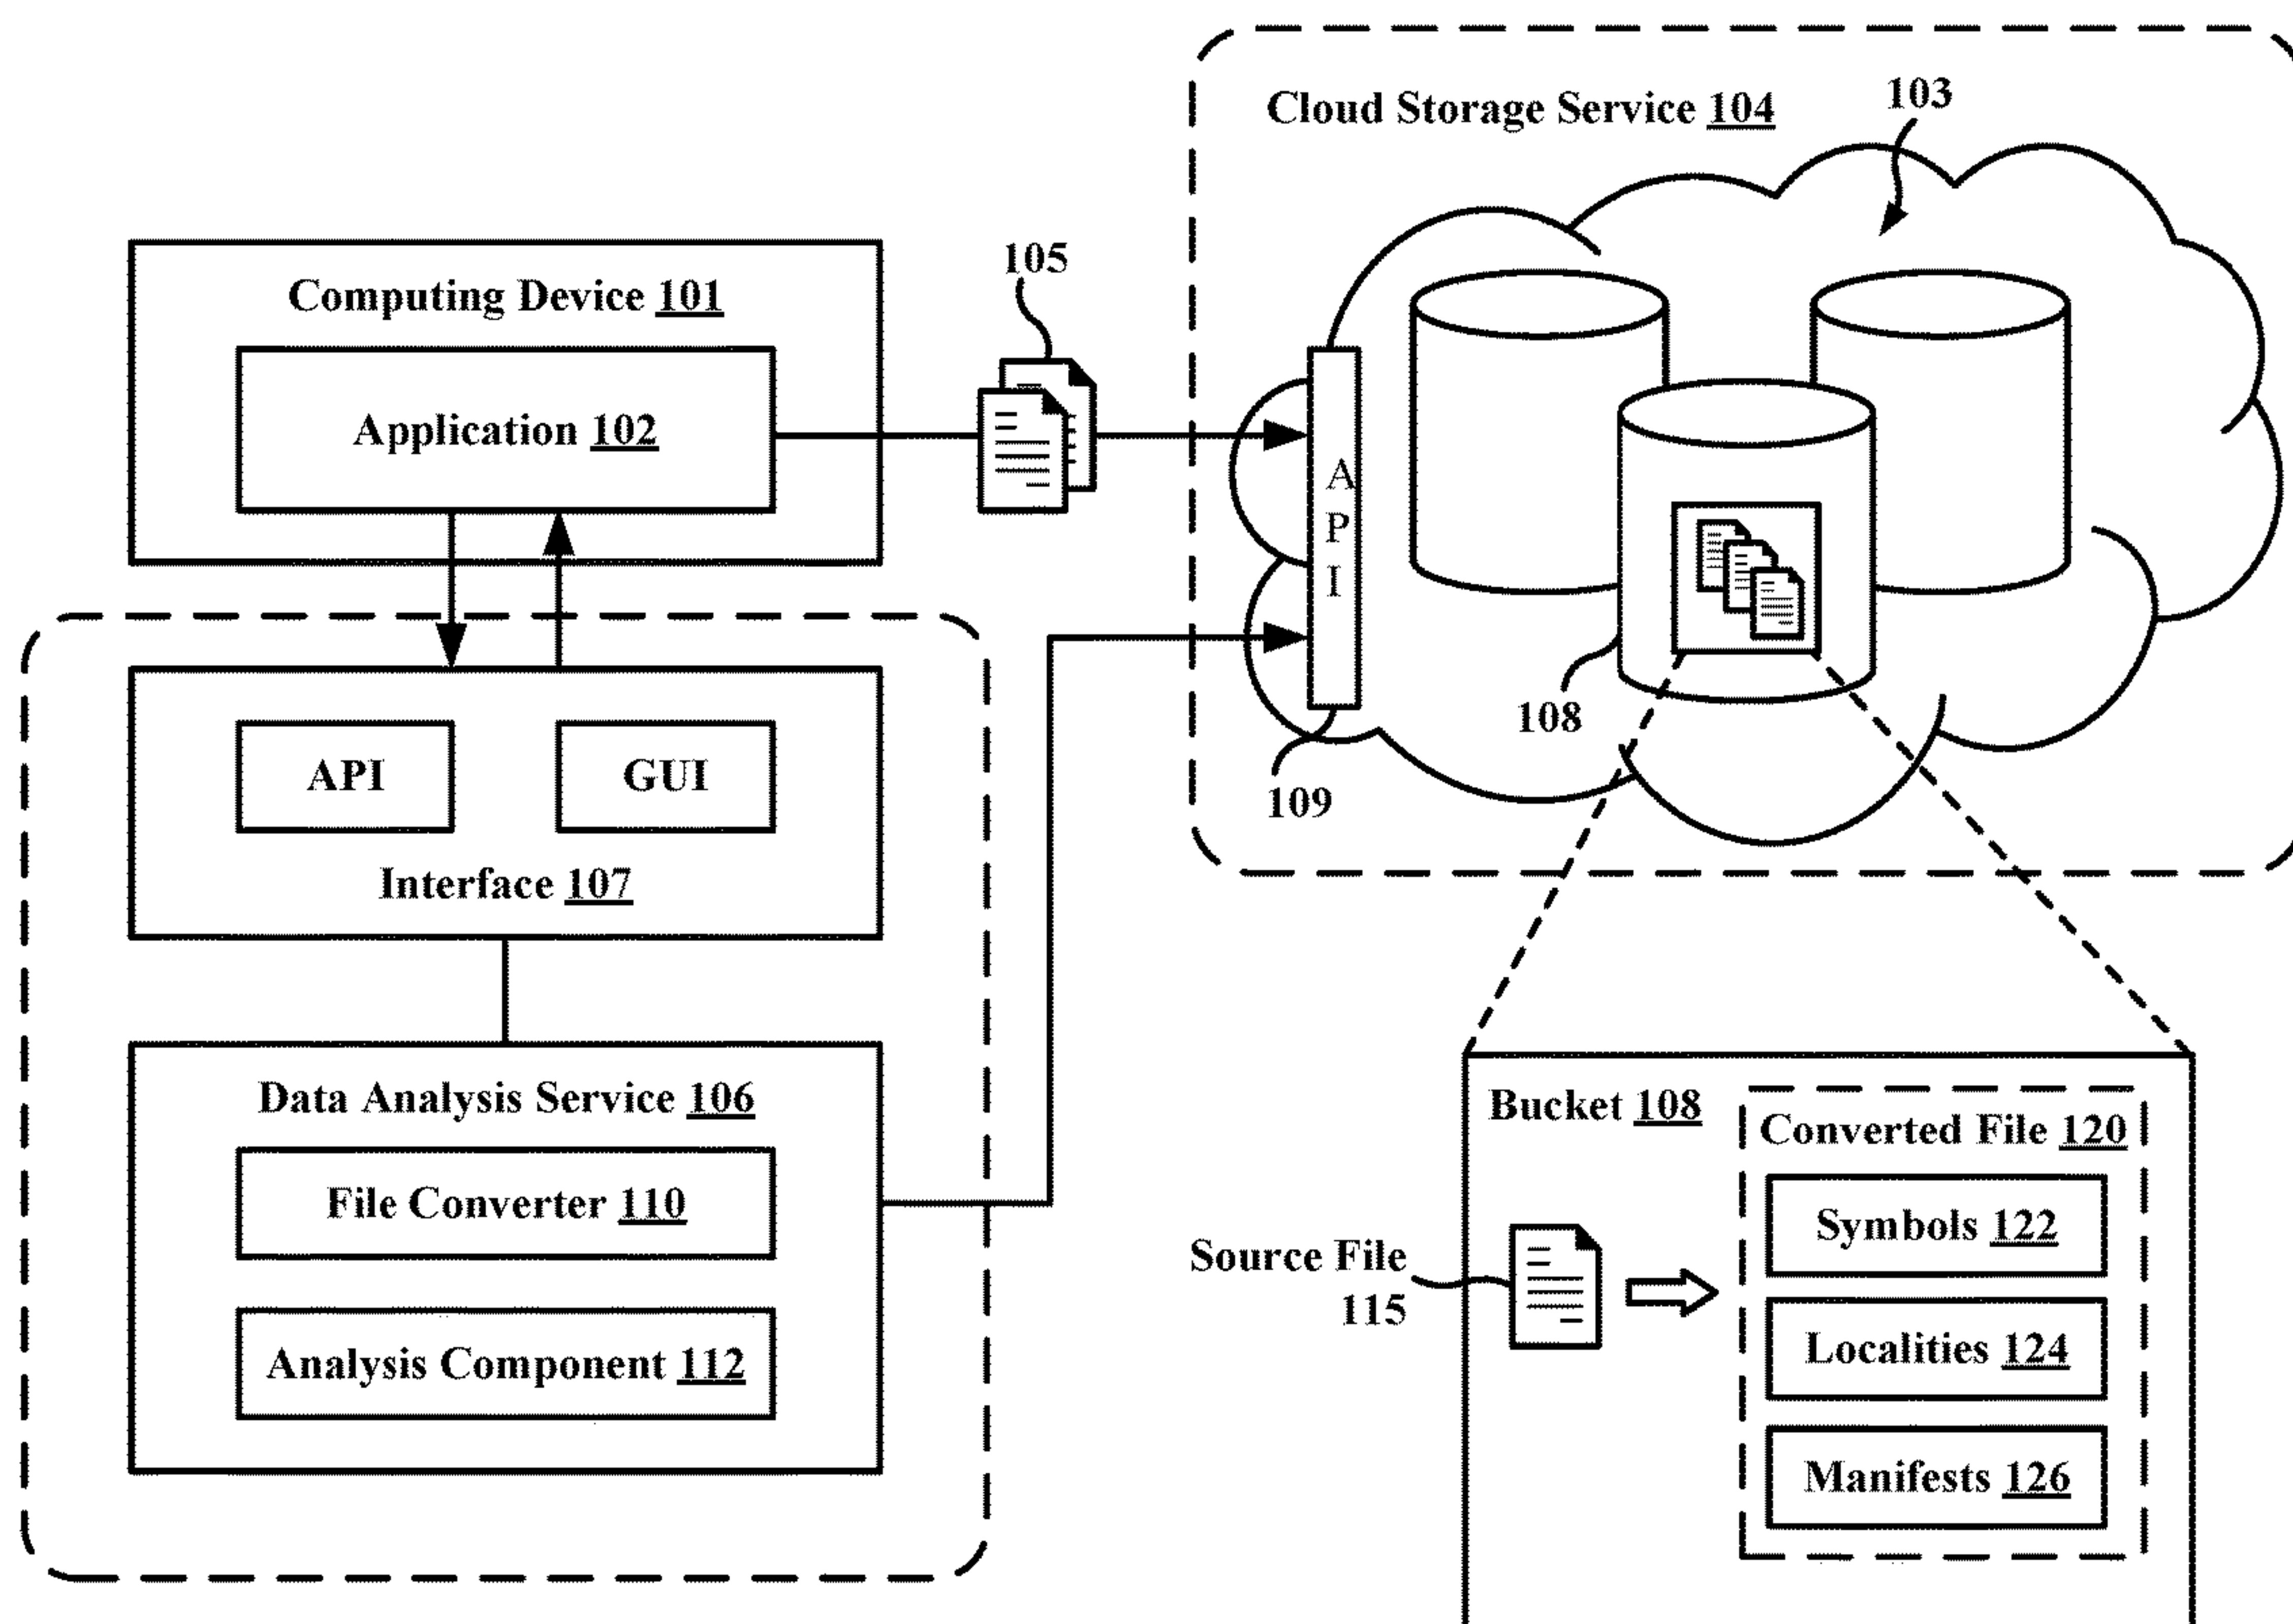 Cloud Storage Service 104
103
Computing Device 101
105
Application 102
A
P
I
108
109
API
GUI
Interface 107
Data Analysis Service 106
File Converter 110
Analysis Component 112
Bucket 108
Converted File 120
Symbols 122
Source File
115
Localities 124
Manifests 126